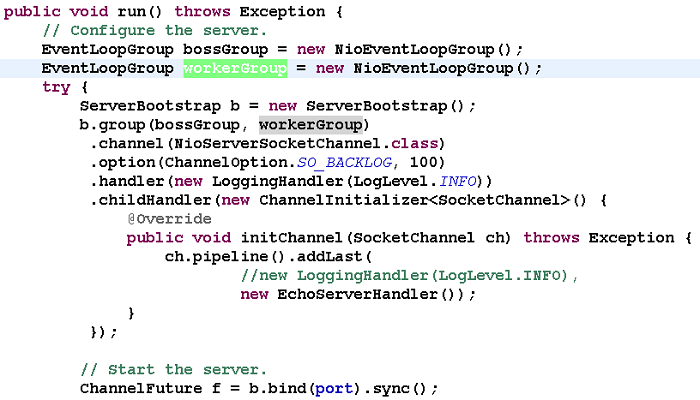 public void run() throws Exception {
    // Configure the server.
    EventLoopGroup bossGroup = new NioEventLoopGroup();
    EventLoopGroup workerGroup = new NioEventLoopGroup();
    try {
        ServerBootstrap b = new ServerBootstrap();
        b.group(bossGroup, workerGroup)
         .channel(NioServerSocketChannel.class)
         .option(ChannelOption.SO_BACKLOG, 100)
         .handler(new LoggingHandler(LogLevel.INFO))
         .childHandler(new ChannelInitializer<SocketChannel>() {
             @Override
             public void initChannel(SocketChannel ch) throws Exception {
                 ch.pipeline().addLast(
                         //new LoggingHandler(LogLevel.INFO),
                         new EchoServerHandler());
             }
         });
        // Start the server.
        ChannelFuture f = b.bind(port).sync();